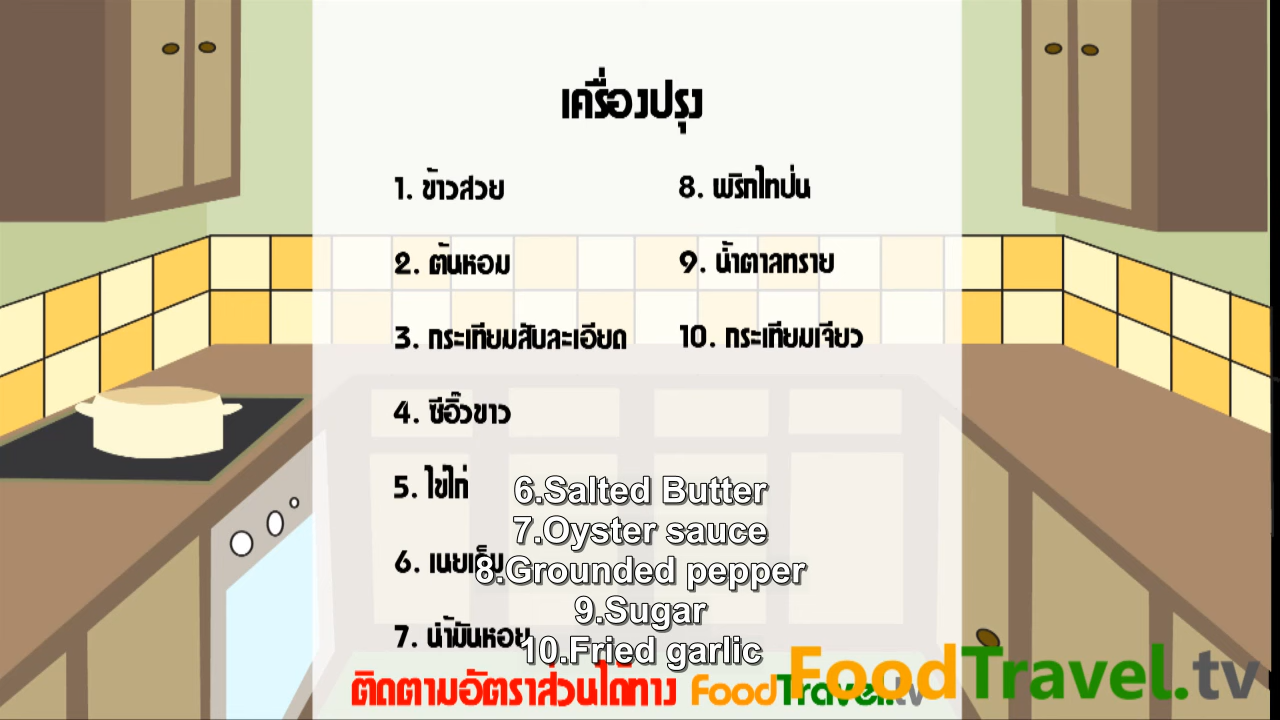 เครื่องปรุง
1. ข้าวสวย
2. ต้นหอม
3. กระเทียมสับละเอียด
4. ซีอิ๊วขาว
5. ไข่ไก่
6. เนยเค็ม
7. น้ำมันหอย
8. พริกไทป่น
9. น้ำตาลทราย
10. กระเทียมเจียว
6.Salted Butter
7.Oyster sauce
8.Grounded pepper
9.Sugar
10.Fried garlic
ติดตามอัตราส่วนได้ทาง FoodTravel.tv
FoodTravel.tv